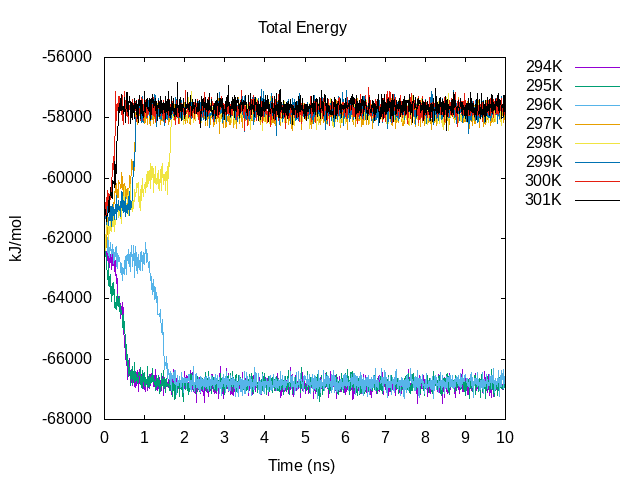 Total Energy
-56000
-58000
-60000
-62000
-64000
-66000
-68000
kJ/mol
0 1 2 3 4 5 6 7 8 9 10
Time (ns)
294K
295K
296K
297K
298K
299K
300K
301K